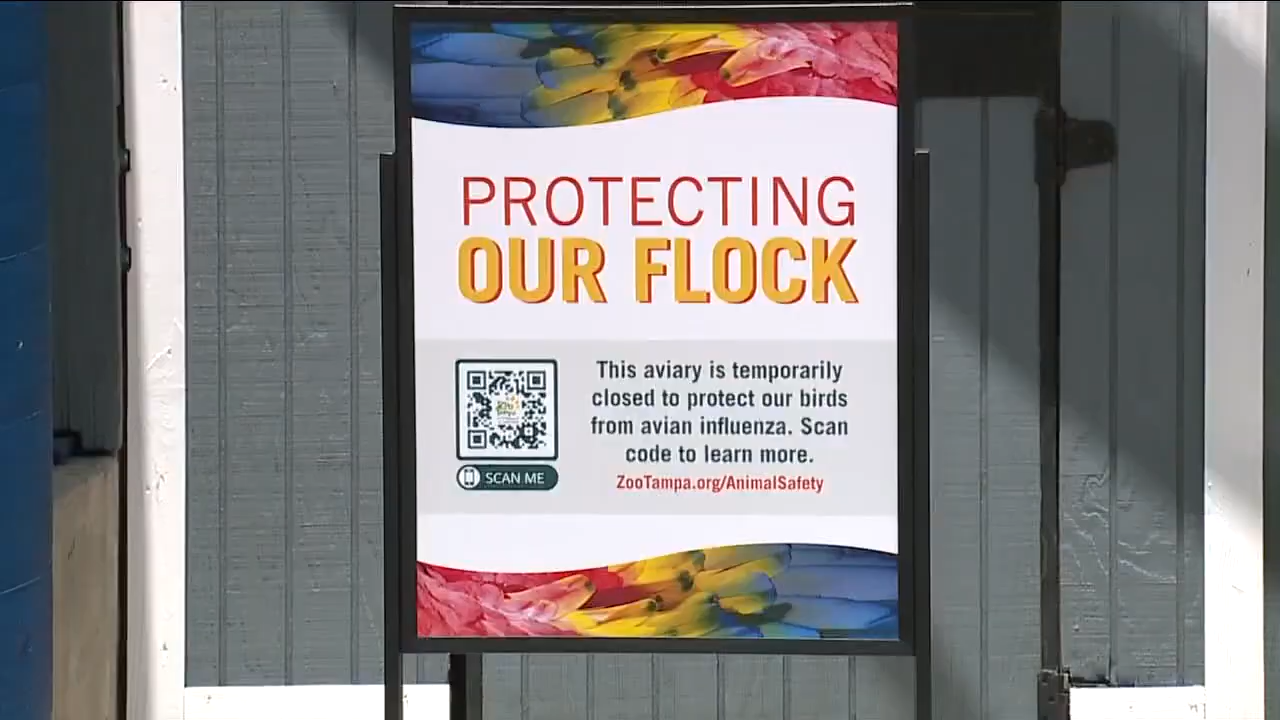 PROTECTING
OUR FLOCK
This aviary is temporarily
closed to protect our birds
from avian influenza. Scan
code to learn more.
ZooTampa.org/AnimalSafety
SCAN ME